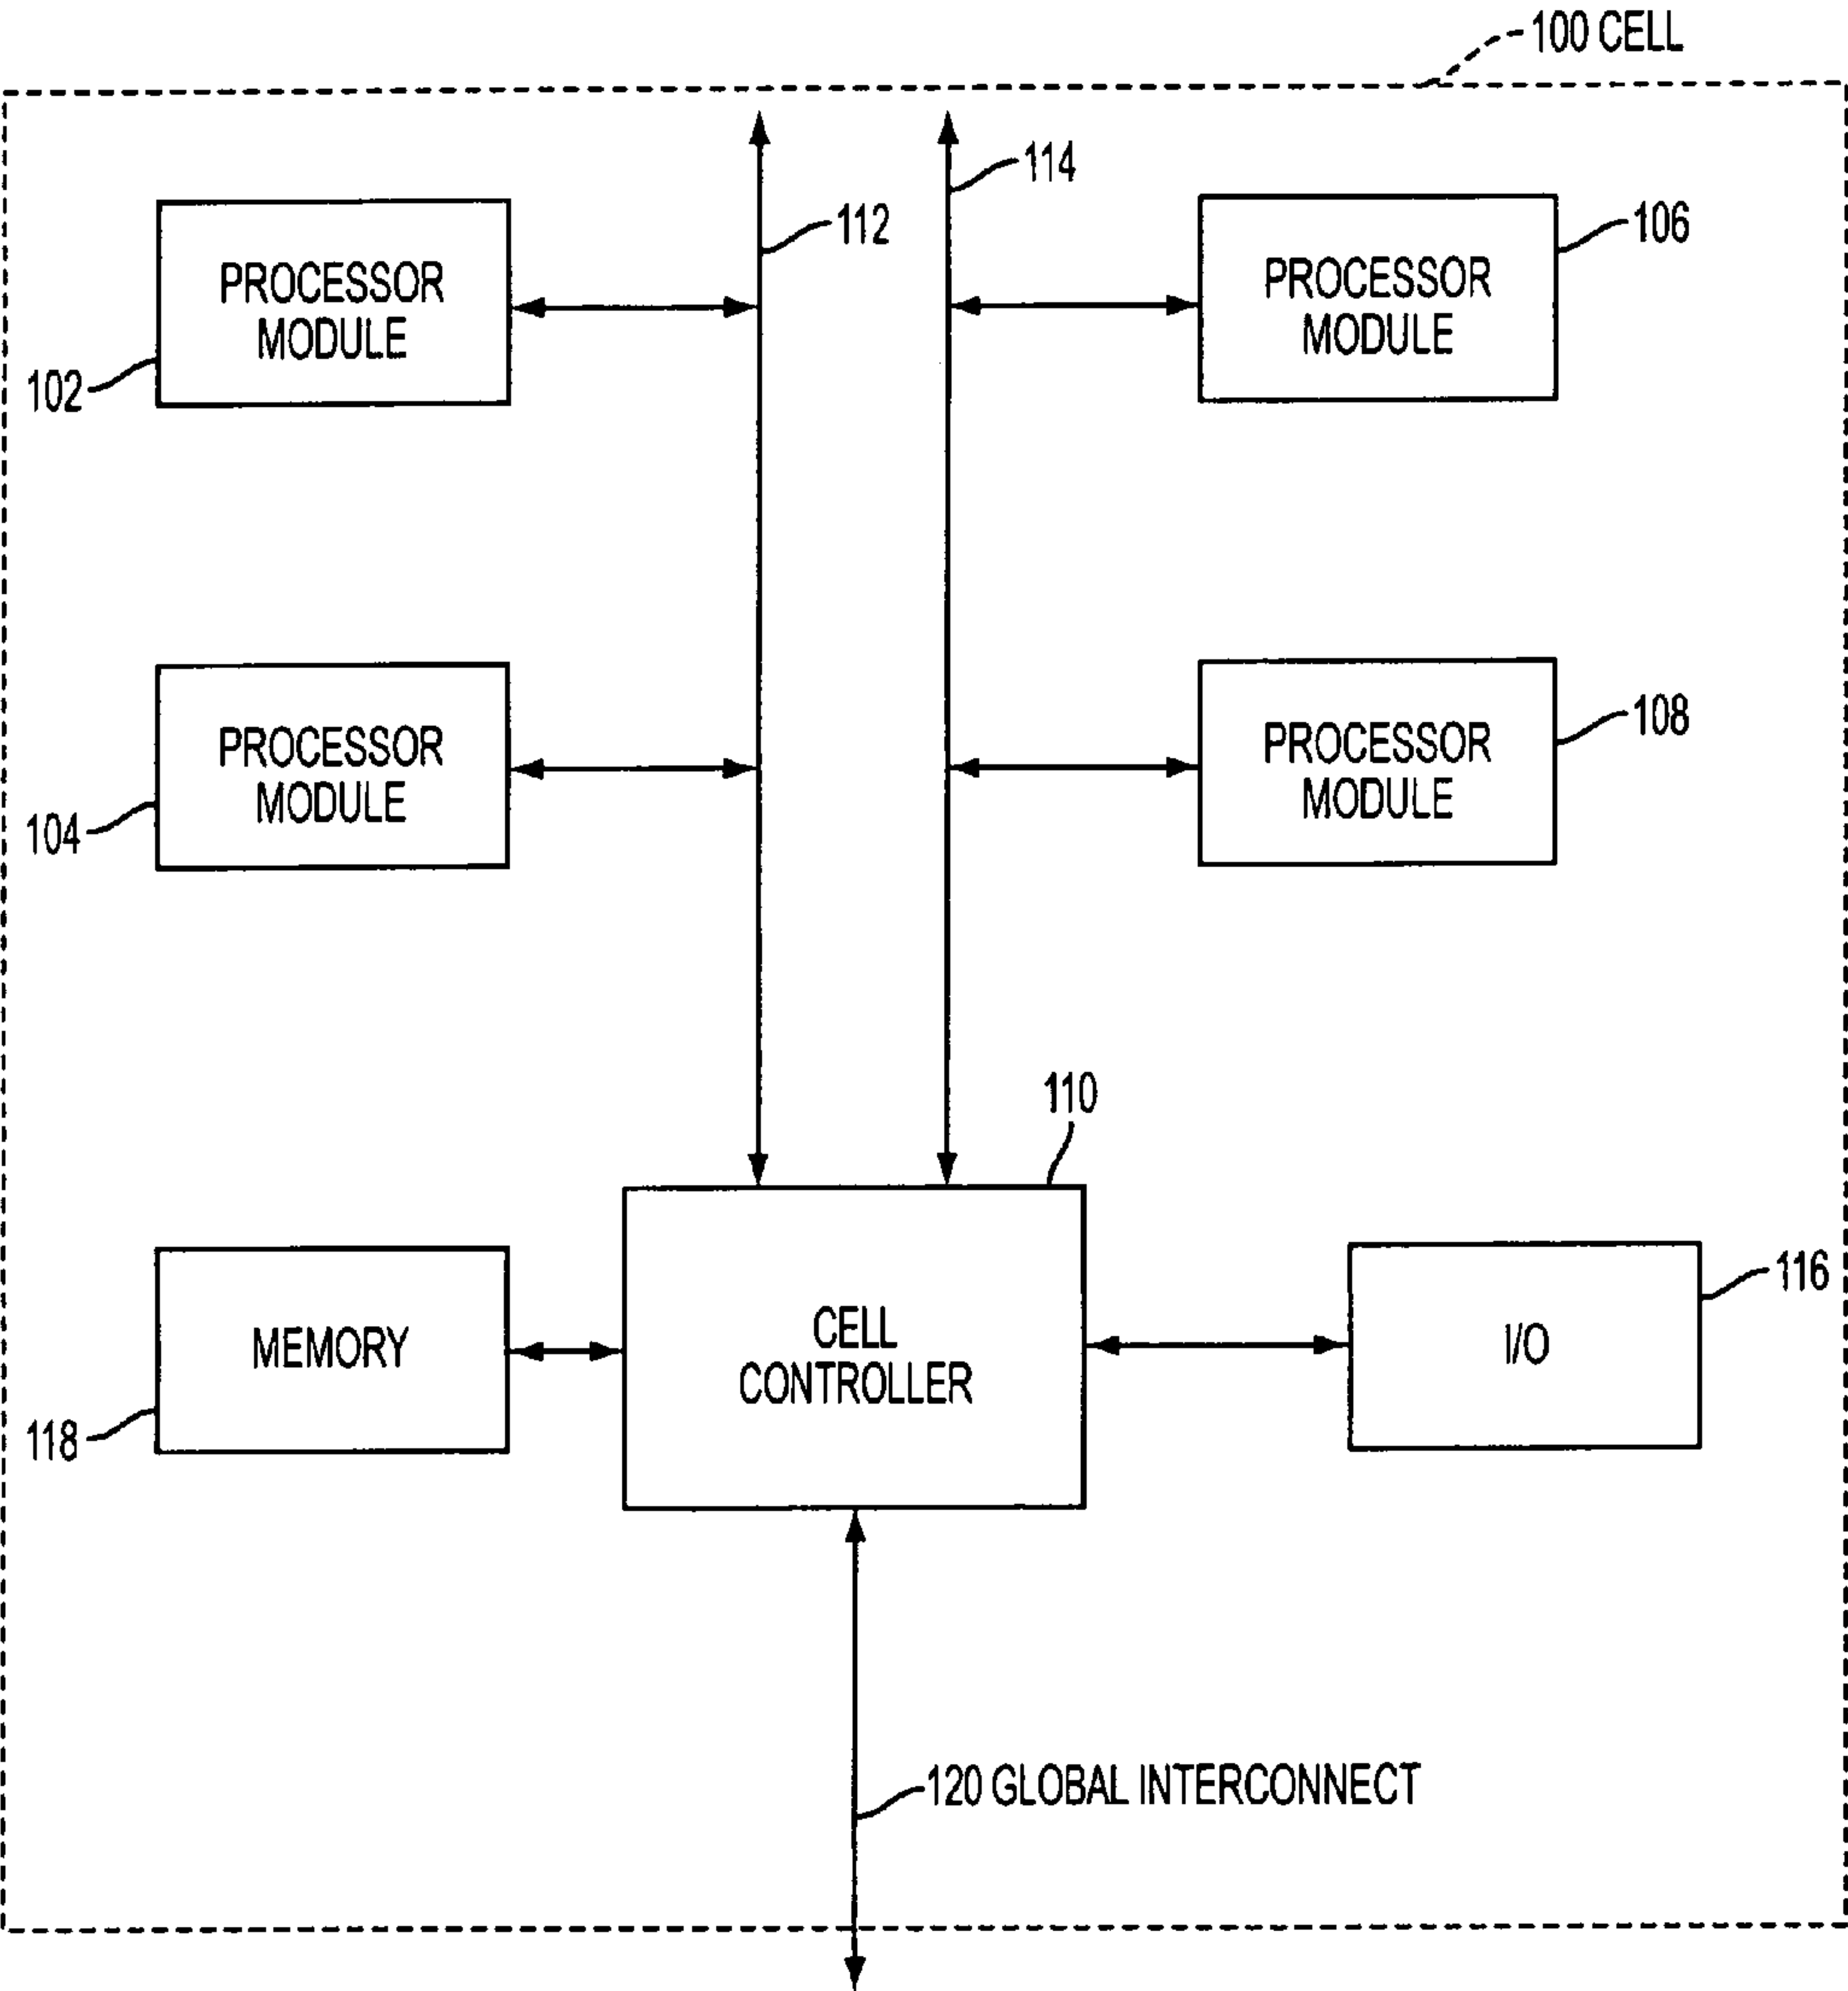 100 CELL
114
112
106
PROCESSOR
MODULE
PROCESSOR
MODULE
102
108
PROCESSOR
MODULE
PROCESSOR
MODULE
104
110
116
MEMORY
CELL
CONTROLLER
I/O
118
120 GLOBAL INTERCONNECT